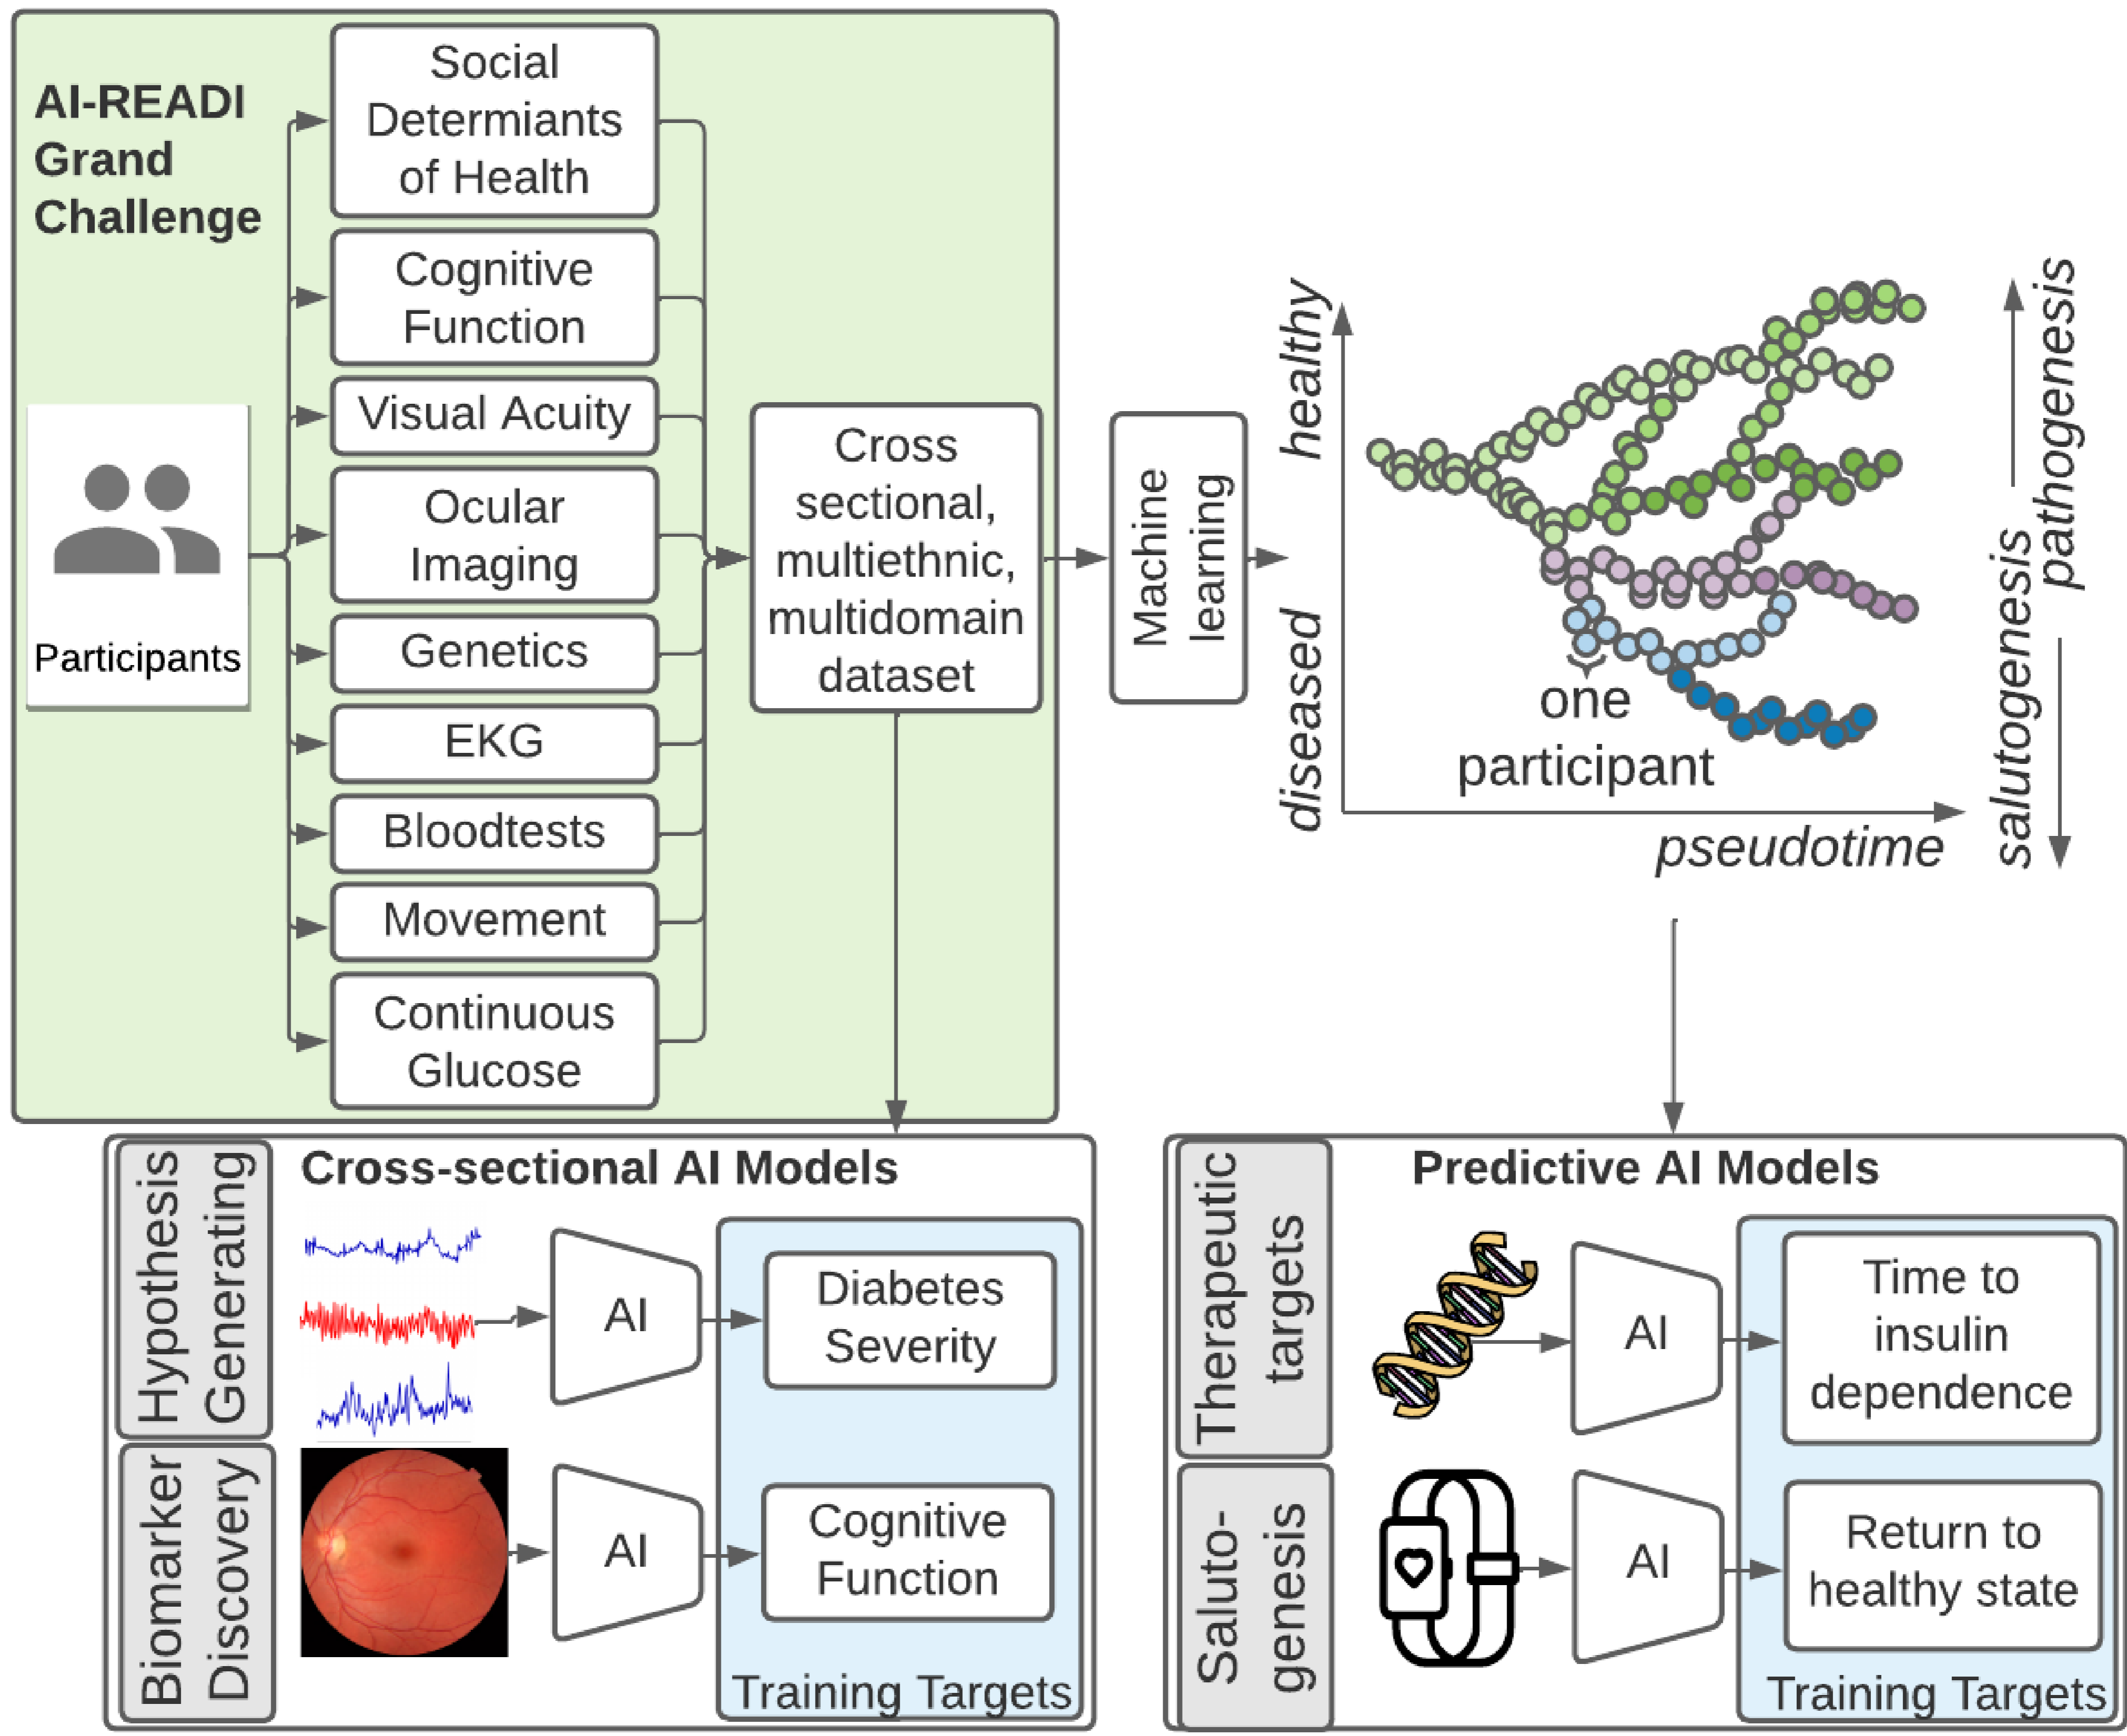 AI-READI
Grand
Challenge
Participants
Social
Determiants
of Health
Cognitive
Function
Visual Acuity
Ocular
Imaging
Genetics
EKG
Bloodtests
Movement
Continuous
Glucose
Cross
sectional,
multiethnic,
multidomain
dataset
Machine
learning
healthy
diseased
one
participant
pseudotime
pathogenesis
salutogenesis
Hypothesis
Generating
Biomarker
Discovery
Cross-sectional AI Models
AI
Diabetes
Severity
AI
Cognitive
Function
Training Targets
Therapeutic
targets
Saluto-
genesis
Predictive AI Models
AI
Time to
insulin
dependence
AI
Return to
healthy state
Training Targets